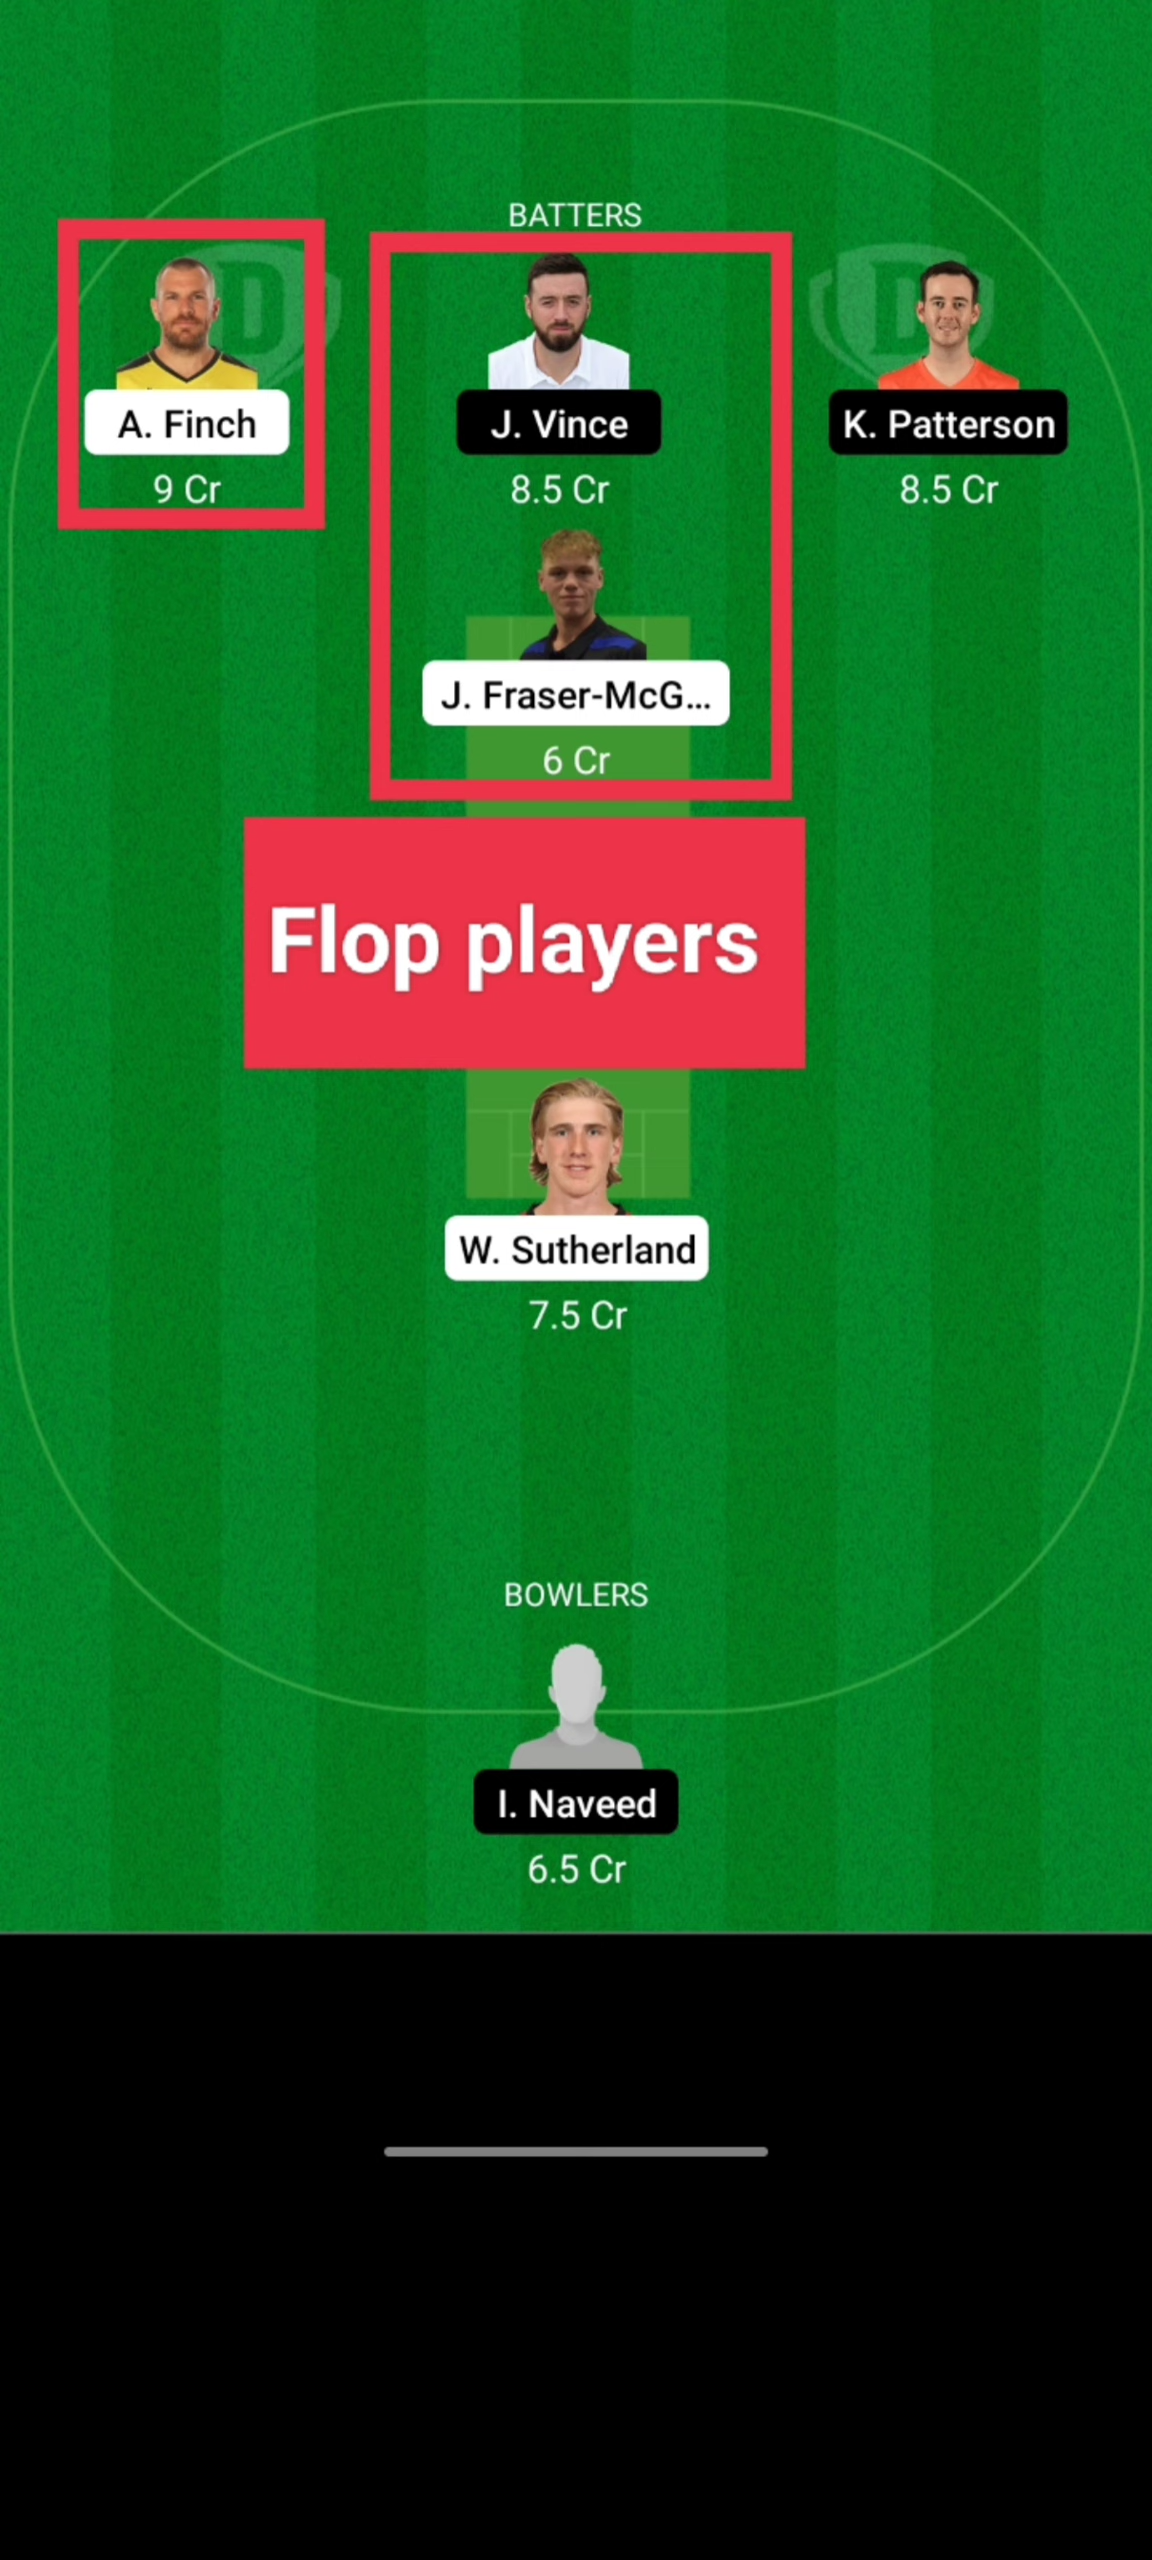 BATTERS
A. Finch
J. Vince
K. Patterson
9 Cr
8.5 Cr
8.5 Cr
J. Fraser-McG...
6 Cr
Flop players
W. Sutherland
7.5 Cr
BOWLERS
I. Naveed
6.5 Cr